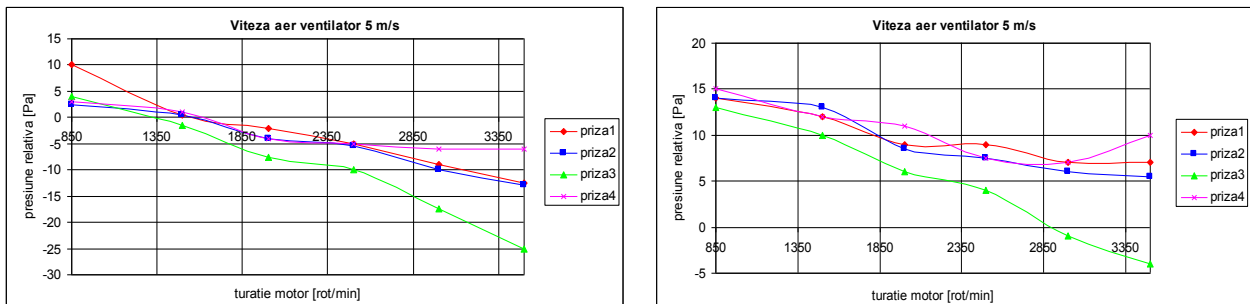 Viteza aer ventilator 5 m/s
presiune relativa [Pa]
15
10
5
0
-5
-10
-15
-20
-25
-30
850 1350 1850 2350 2850 3350
turatie motor [rot/min]
priza1
priza2
priza3
priza4
Viteza aer ventilator 5 m/s
presiune relativa [Pa]
20
15
10
5
0
-5
850 1350 1850 2350 2850 3350
turatie motor [rot/min]
priza1
priza2
priza3
priza4